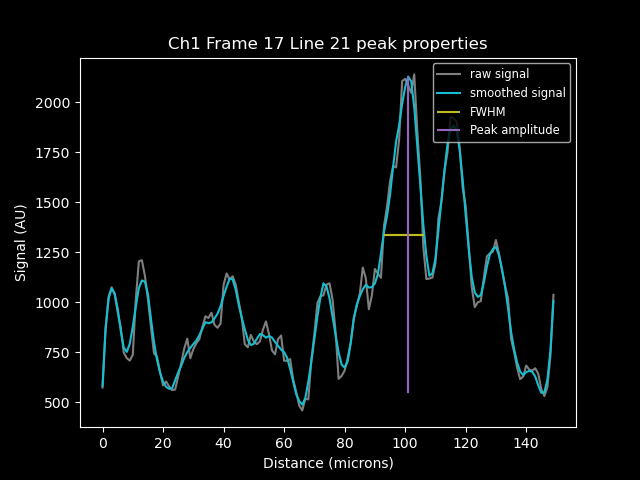 Ch1 Frame 17 Line 21 peak properties
raw signal
smoothed signal
FWHM
Peak amplitude
Signal (AU)
2000
1750
1500
1250
1000
750
500
0 20 40 60 80 100 120 140
Distance (microns)